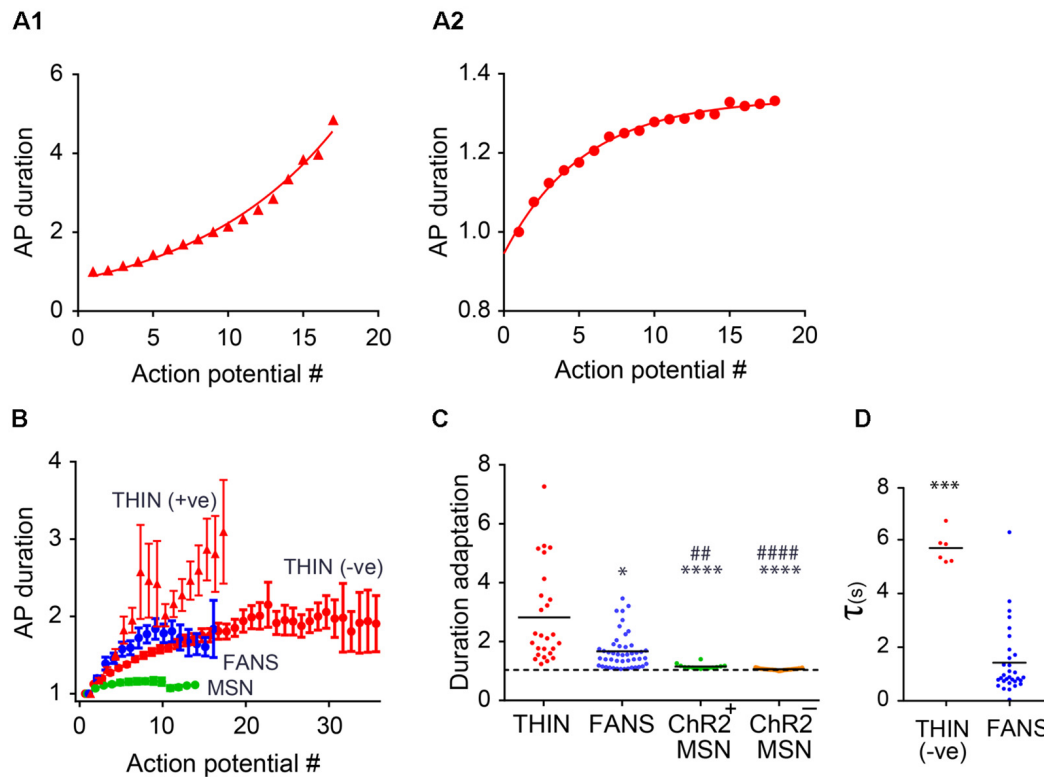 A1
A2
6
4
2
0
AP duration
0
5
10
15
20
Action potential #
1.4
1.2
1.0
0.8
AP duration
0
5
10
15
20
Action potential #
B
4
3
2
1
AP duration
THIN (+ve)
THIN (-ve)
FANS
MSN
0
10
20
30
Action potential #
C
8
6
4
2
0
Duration adaptation
*
##
****
####
****
THIN
FANS
ChR2+
MSN
ChR2−
MSN
D
8
6
4
2
0
τ(s)
***
THIN
(-ve)
FANS